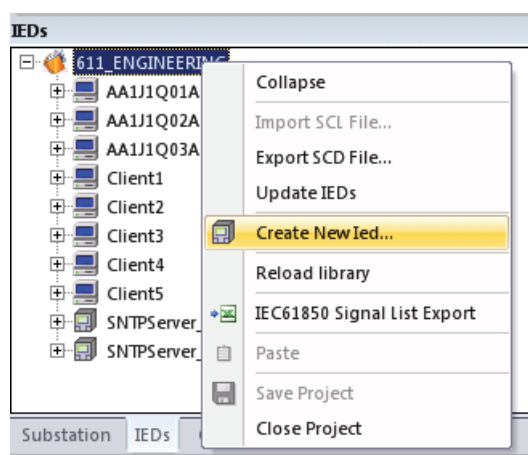 IEDs
611_ENGINEERING
AA1J1Q01A
AA1J1Q02A
AA1J1Q03A
Client1
Client2
Client3
Client4
Client5
SNTPServer_
SNTPServer_
Collapse
Import SCL File...
Export SCD File...
Update IEDs
Create New Ied...
Reload library
IEC61850 Signal List Export
Paste
Save Project
Close Project
Substation
IEDs